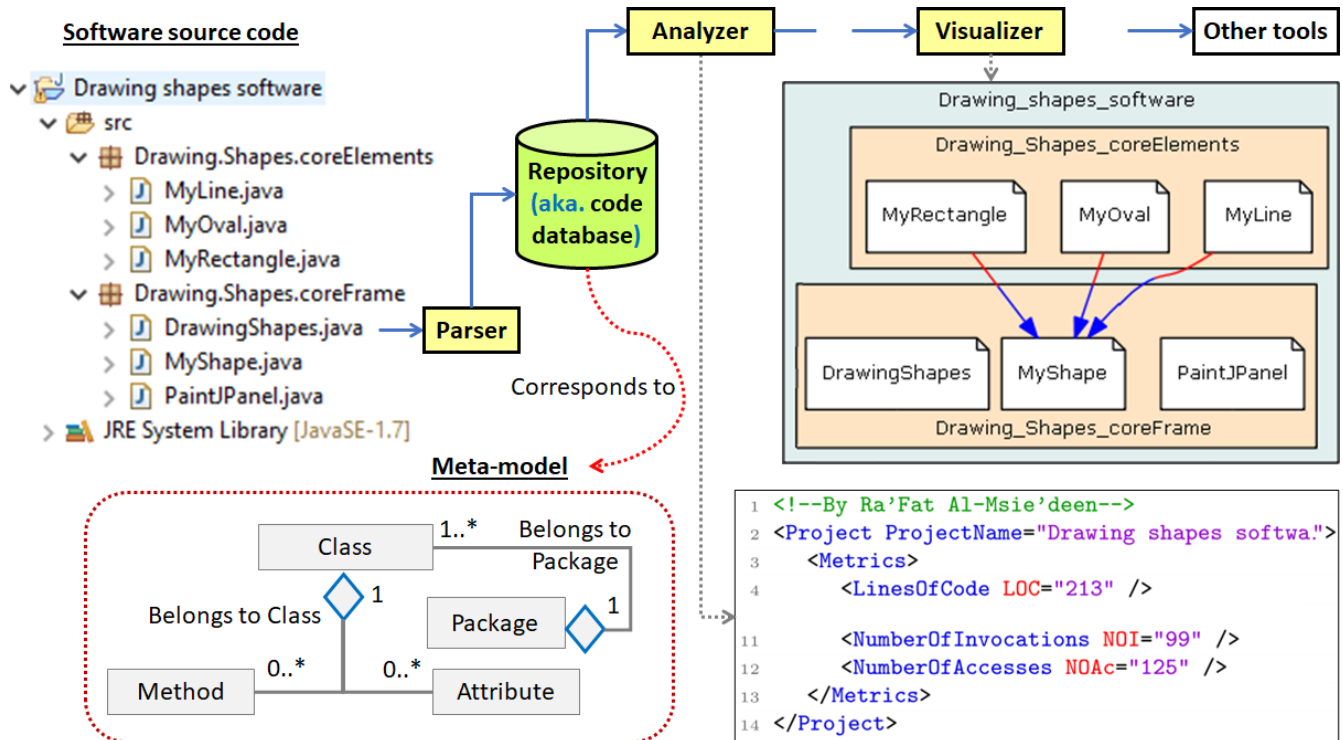 Software source code
Drawing shapes software
src
Drawing.Shapes.coreElements
MyLine.java
MyOval.java
MyRectangle.java
Drawing.Shapes.coreFrame
DrawingShapes.java
MyShape.java
PaintJPanel.java
JRE System Library [JavaSE-1.7]
Parser
Repository
(aka. code
database)
Analyzer
Visualizer
Other tools
Drawing_shapes_software
Drawing_Shapes_coreElements
MyRectangle
MyOval
MyLine
DrawingShapes
MyShape
PaintJPanel
Drawing_Shapes_coreFrame
Corresponds to
Meta-model
Class
1..*
Belongs to
Package
1
Belongs to Class
Package
1
0..*
0..*
Method
Attribute
1 <!--By Ra'Fat Al-Msie'deen-->
2 <Project ProjectName="Drawing shapes softwa.">
3 <Metrics>
4 <LinesOfCode LOC="213" />
11 <NumberOfInvocations NOI="99" />
12 <NumberOfAccesses NOAc="125" />
13 </Metrics>
14 </Project>